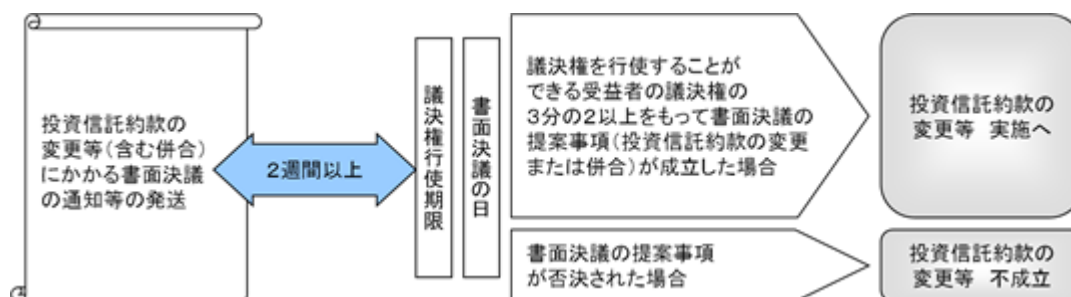 投資信託約款の
変更等(含む併合)
にかかる書面決議
の通知等の発送
2週間以上
議決権行使期限
書面決議の日
議決権を行使することが
できる受益者の議決権の
3分の2以上をもって書面決議の
提案事項(投資信託約款の変更
または併合)が成立した場合
投資信託約款の
変更等 実施へ
書面決議の提案事項
が否決された場合
投資信託約款の
変更等 不成立